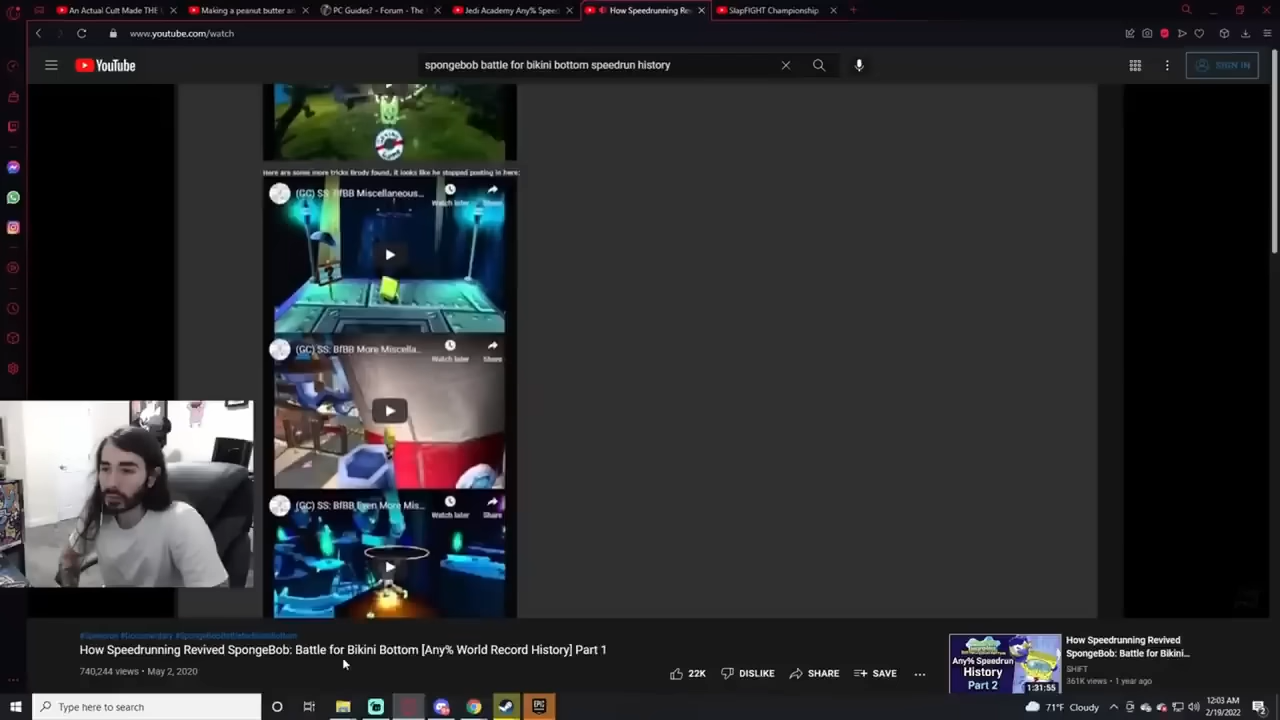 An Actual Cult Made THE
Making a peanut butter an
PC Guides? - Forum - The
Jedi Academy Any% Speed
How Speedrunning Re
SlapFIGHT Championship
www.youtube.com/watch
YouTube
spongebob battle for bikini bottom speedrun history
SIGN IN
Here are some more tricks Brody found, it looks like he stopped posting in here:
(GC) SS: BfBB Miscellaneous...
Watch later
Share
(GC) SS: BfBB More Miscella...
Watch later
Share
(GC) SS: BfBB Even More Mis...
Watch later
Share
#Speedrun #Documentary #SpongeBobBattleForBikiniBottom
How Speedrunning Revived SpongeBob: Battle for Bikini Bottom [Any% World Record History] Part 1
740,244 views • May 2, 2020
22K
DISLIKE
SHARE
SAVE
Any% Speedrun
History
Part 2
1:31:55
How Speedrunning Revived
SpongeBob: Battle for Bikini...
SHIFT
361K views • 1 year ago
Type here to search
EPIC
71°F Cloudy
12:03 AM
2/19/2022
2